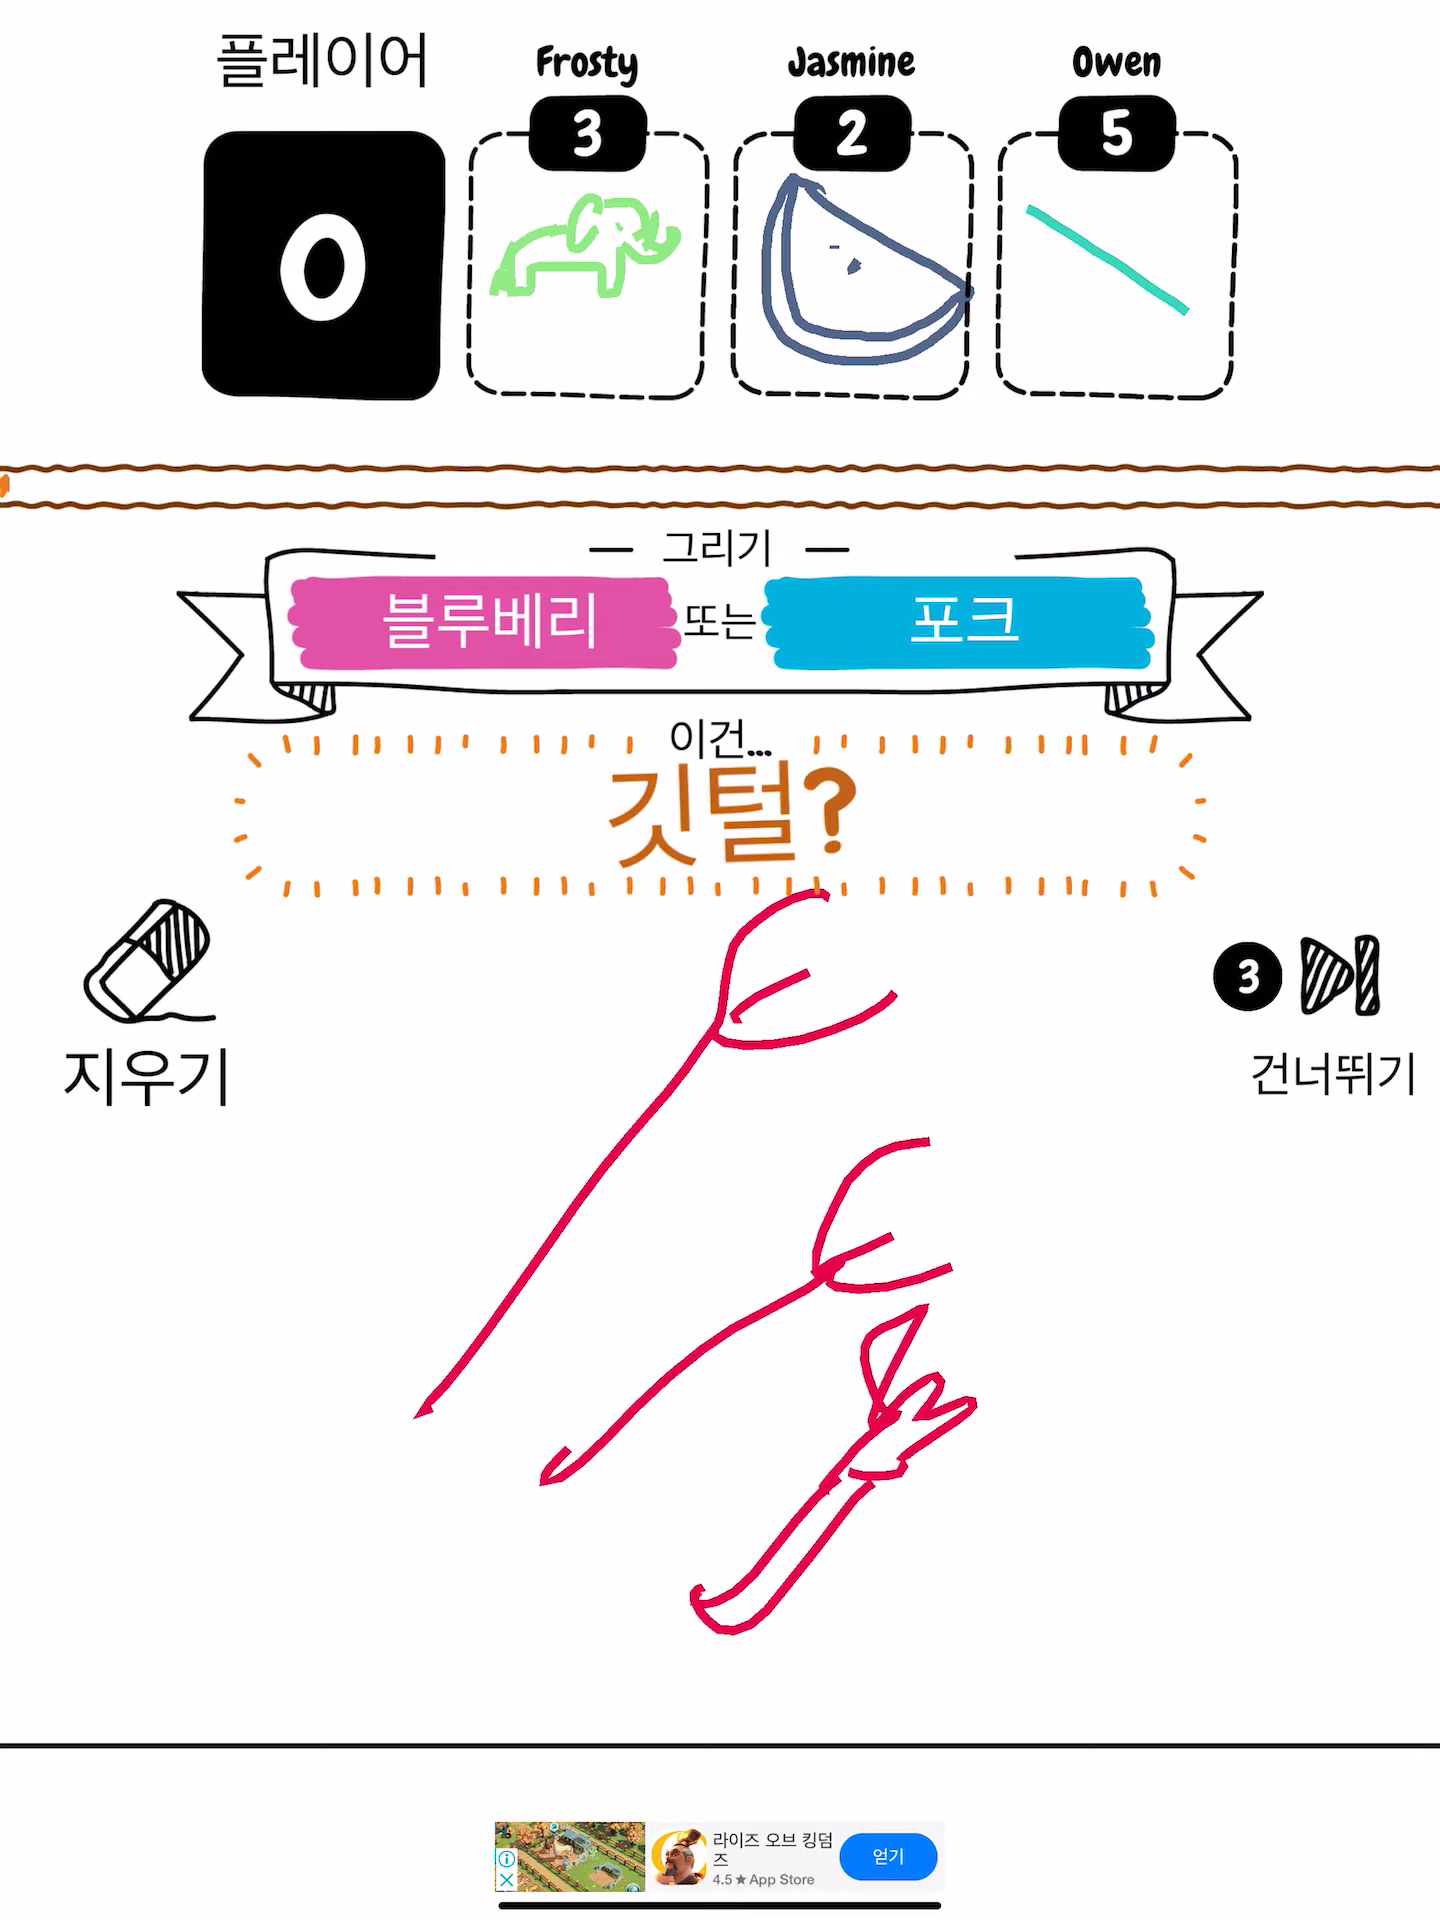 플레이어
Frosty
Jasmine
Owen
0
3
2
5
그리기
블루베리 또는 포크
이건...
깃털?
지우기
3
건너뛰기
라이즈 오브 킹덤
즈
4.5★App Store
얻기